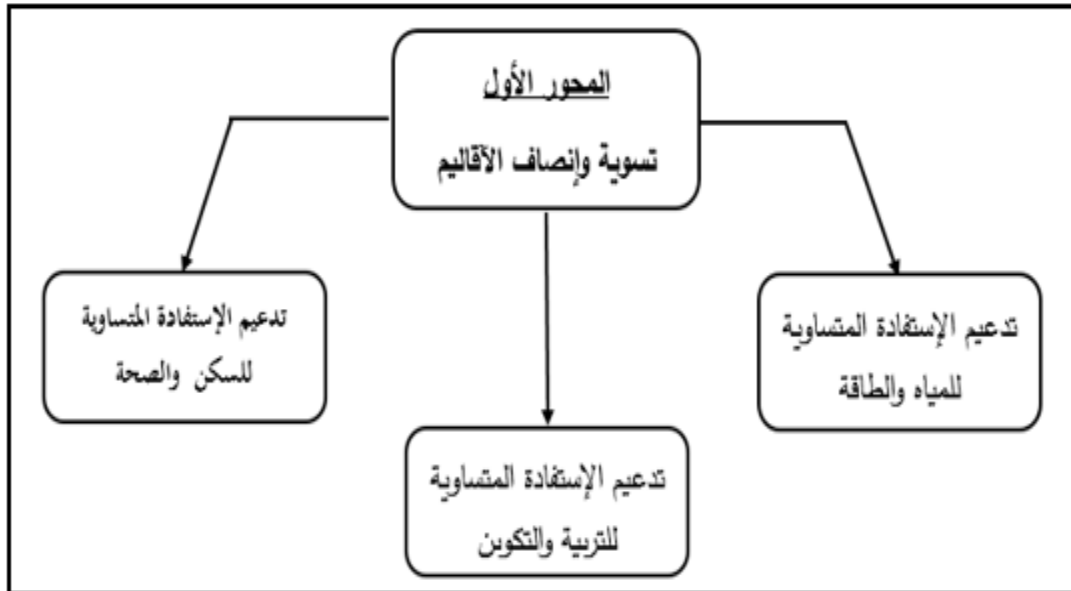 المحور الأول
تسوية وإنصاف الآقاليم
تدعيم الإستفادة المتساوية
للمياه والطاقة
تدعيم الإستفادة المتساوية
للتربية والتكوين
تدعيم الإستفادة المتساوية
للسكن والصحة